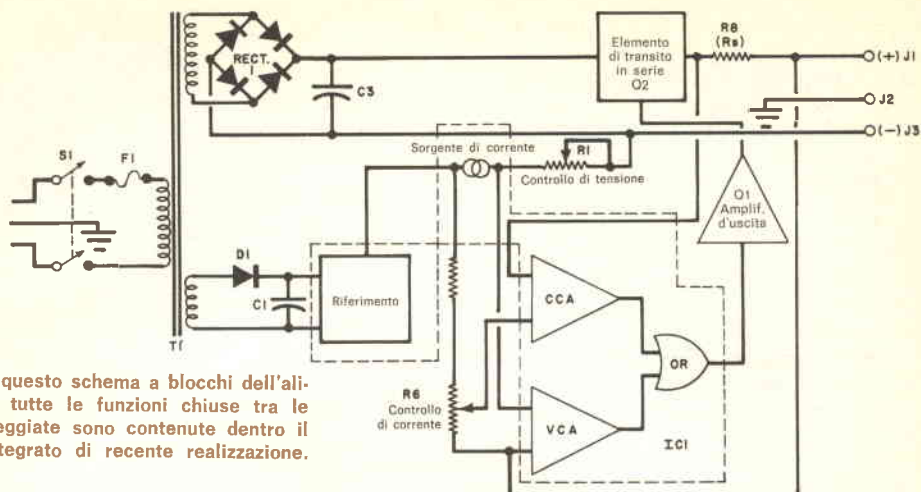 R8
(Rs)
(+) J1
Elemento
di transito
in serie
Q2
RECT.
1
C3
J2
(-) J3
Sorgente di corrente
R1
Controllo di tensione
S1
F1
Q1
Amplif.
d'uscita
D1
C1
Riferimento
CCA
T1
OR
R6
Controllo
di corrente
VCA
IC1
questo schema a blocchi dell'ali-
tutte le funzioni chiuse tra le
eggiate sono contenute dentro il
tegrato di recente realizzazione.